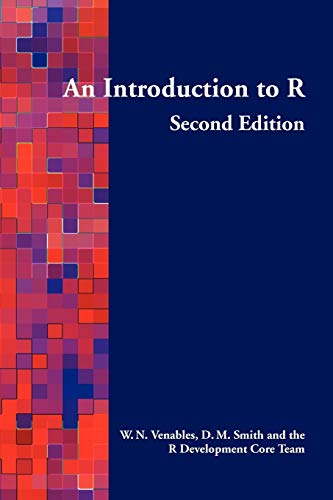 An Introduction to R
Second Edition
W. N. Venables, D. M. Smith and the
R Development Core Team